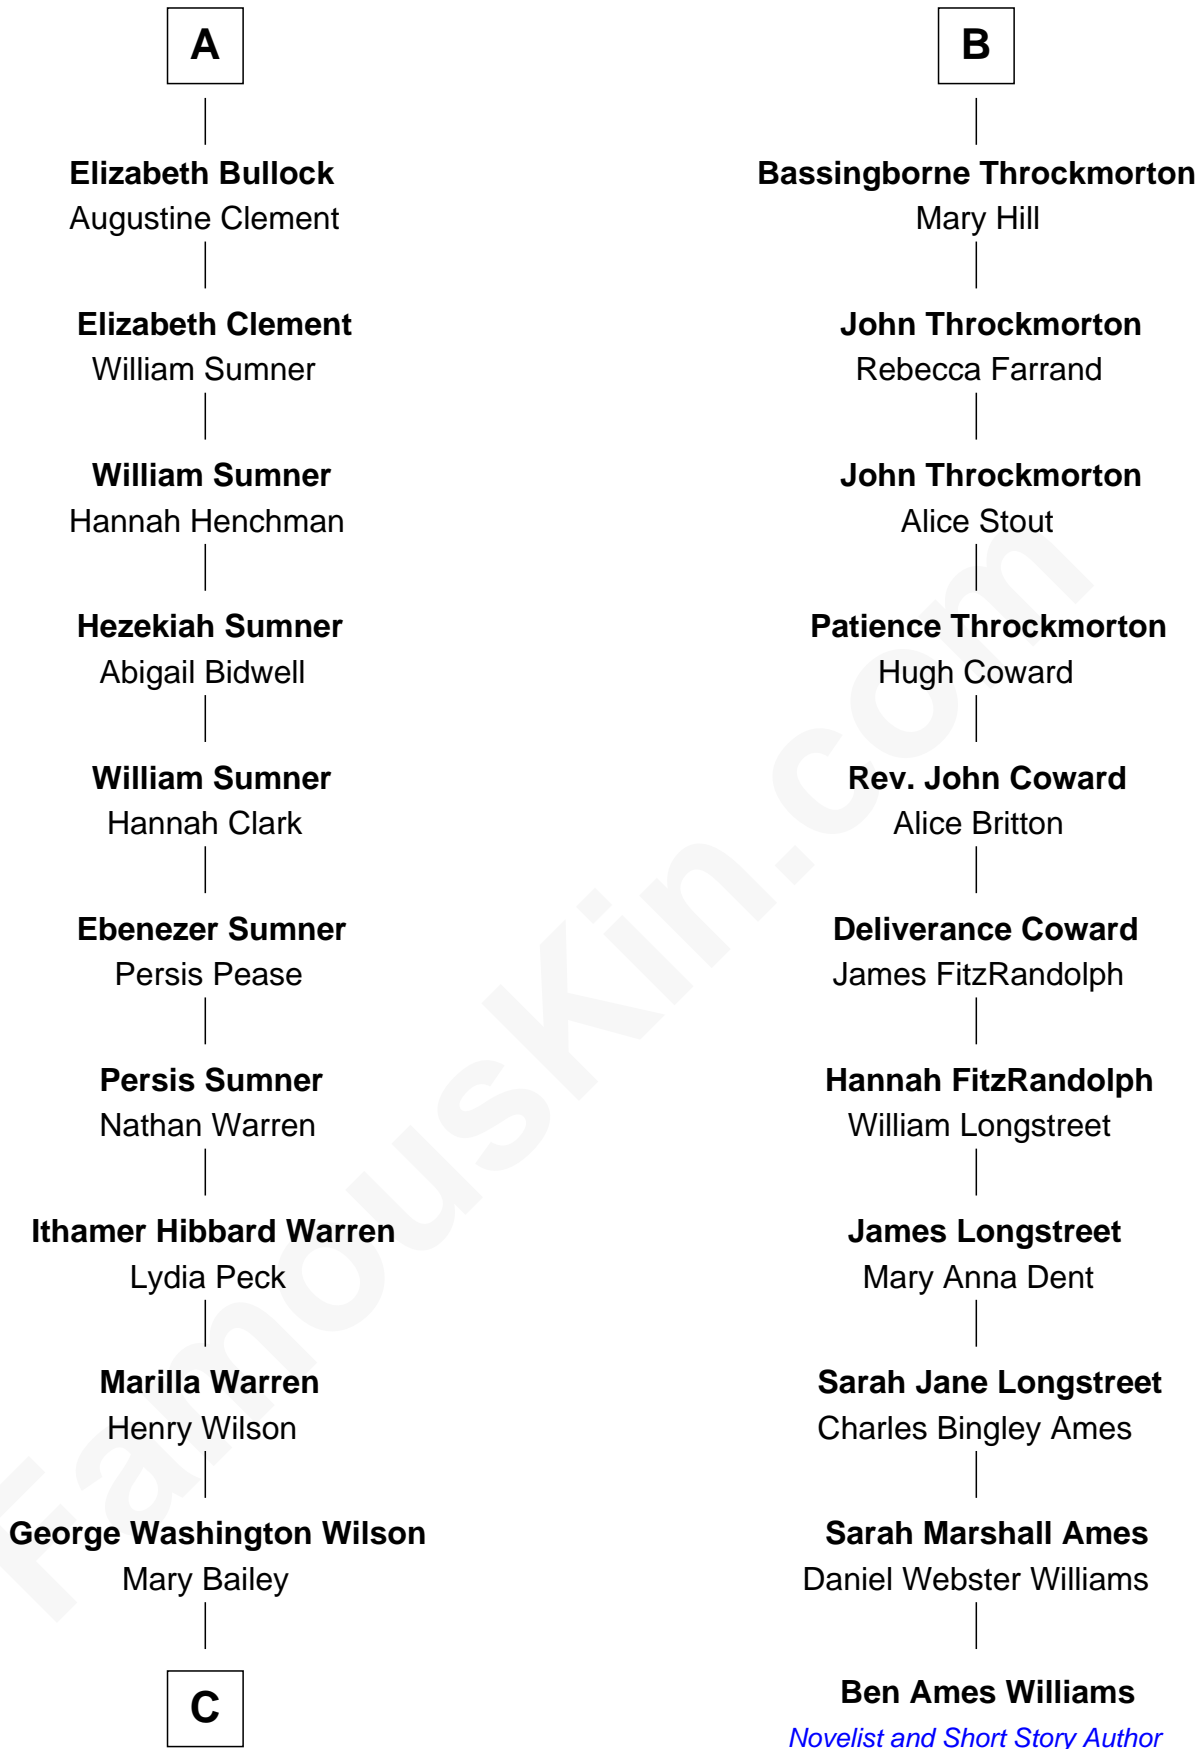 A
Elizabeth Bullock
Augustine Clement
Elizabeth Clement
William Sumner
William Sumner
Hannah Henchman
Hezekiah Sumner
Abigail Bidwell
William Sumner
Hannah Clark
Ebenezer Sumner
Persis Pease
Persis Sumner
Nathan Warren
Ithamer Hibbard Warren
Lydia Peck
Marilla Warren
Henry Wilson
George Washington Wilson
Mary Bailey
C
B
Bassingborne Throckmorton
Mary Hill
John Throckmorton
Rebecca Farrand
John Throckmorton
Alice Stout
Patience Throckmorton
Hugh Coward
Rev. John Coward
Alice Britton
Deliverance Coward
James FitzRandolph
Hannah FitzRandolph
William Longstreet
James Longstreet
Mary Anna Dent
Sarah Jane Longstreet
Charles Bingley Ames
Sarah Marshall Ames
Daniel Webster Williams
Ben Ames Williams
Novelist and Short Story Author
FamousKin.com